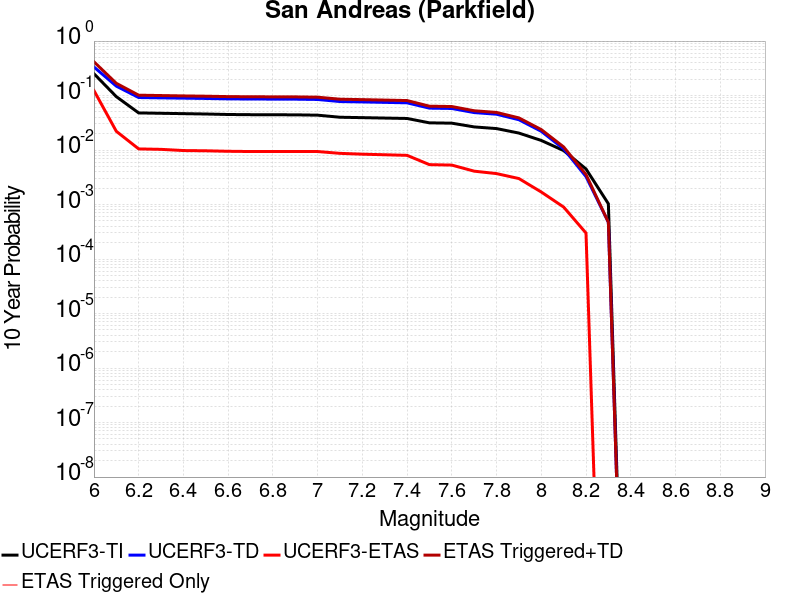 San Andreas (Parkfield)
10 0
10 -1
10 -2
10 -3
10 -4
10 -5
10 -6
10 -7
10 -8
10 Year Probability
6 6.2 6.4 6.6 6.8 7 7.2 7.4 7.6 7.8 8 8.2 8.4 8.6 8.8 9
Magnitude
UCERF3-TI UCERF3-TD UCERF3-ETAS ETAS Triggered+TD
ETAS Triggered Only